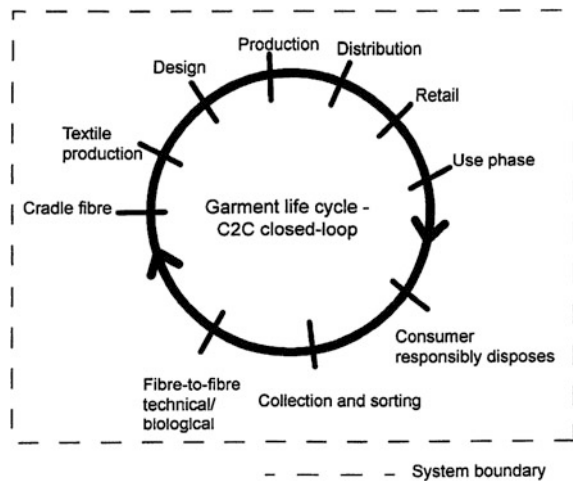 Production
Distribution
Design
Retail
Textile
production
Use phase
Cradle fibre
Garment life cycle -
C2C closed-loop
Consumer
responsibly disposes
Fibre-to-fibre
technical/
biological
Collection and sorting
System boundary